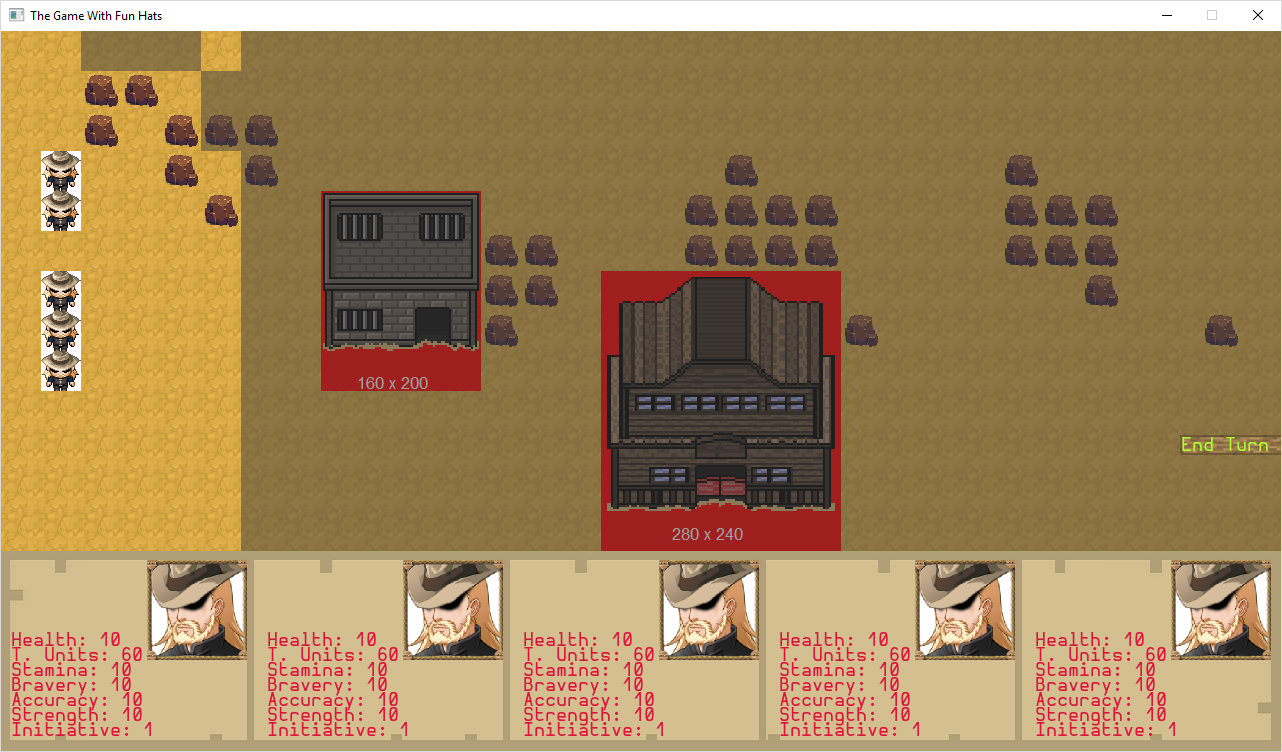 The Game With Fun Hats
160 x 200
End Turn
280 x 240
Health: 10
T. Units: 60
Stamina: 10
Bravery: 10
Accuracy: 10
Strength: 10
Initiative: 1
Health: 10
T. Units: 60
Stamina: 10
Bravery: 10
Accuracy: 10
Strength: 10
Initiative: 1
Health: 10
T. Units: 60
Stamina: 10
Bravery: 10
Accuracy: 10
Strength: 10
Initiative: 1
Health: 10
T. Units: 60
Stamina: 10
Bravery: 10
Accuracy: 10
Strength: 10
Initiative: 1
Health: 10
T. Units: 60
Stamina: 10
Bravery: 10
Accuracy: 10
Strength: 10
Initiative: 1